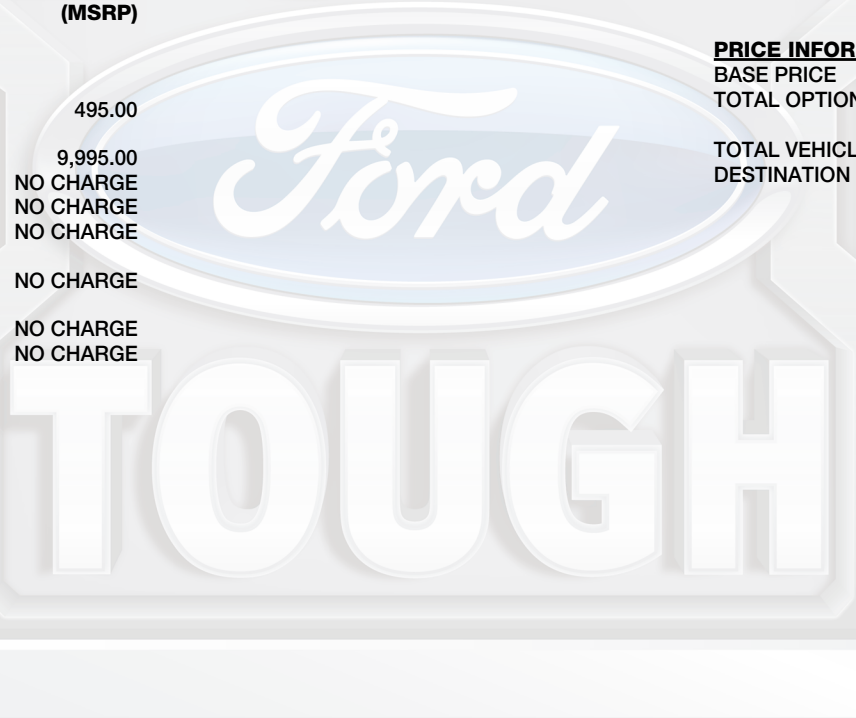 (MSRP)
495.00
9,995.00
NO CHARGE
NO CHARGE
NO CHARGE
NO CHARGE
NO CHARGE
NO CHARGE
PRICE INFOR
BASE PRICE
TOTAL OPTION
TOTAL VEHICL
DESTINATION
Ford
TOUGH